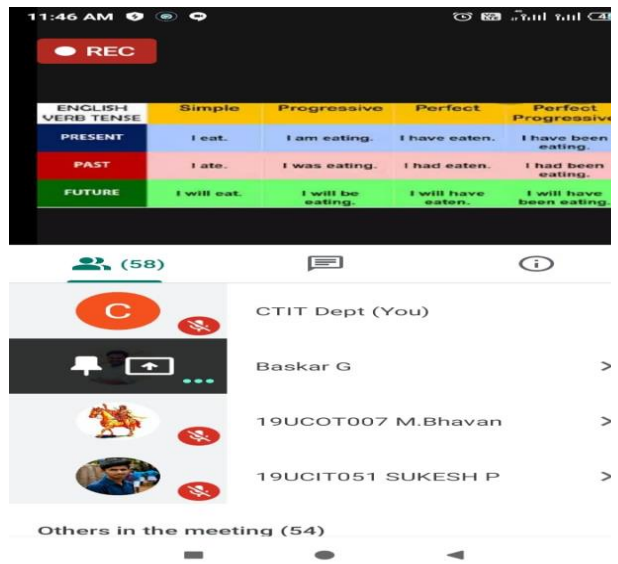 11:46 AM
REC
ENGLISH VERB TENSE Simple Progressive Perfect Perfect Progressive
PRESENT I eat. I am eating. I have eaten. I have been eating.
PAST I ate. I was eating. I had eaten. I had been eating.
FUTURE I will eat. I will be eating. I will have eaten. I will have been eating.
(58)
C
CTIT Dept (You)
Baskar G
19UCOT007 M.Bhavan
19UCIT051 SUKESH P
Others in the meeting (54)